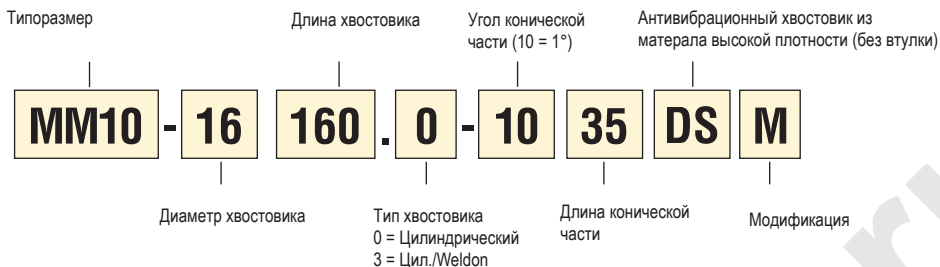 Типоразмер
Длина хвостовика
Угол конической
части (10 = 1°)
Антивибрационный хвостовик из
матерала высокой плотности (без втулки)
MM10 - 16 160 . 0 - 10 35 DS M
Диаметр хвостовика
Тип хвостовика
0 = Цилиндрический
3 = Цил./Weldon
Длина конической
части
Модификация